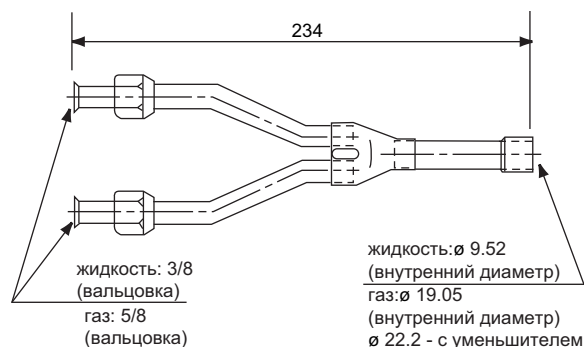 234
жидкость: 3/8
(вальцовка)
газ: 5/8
(вальцовка)
жидкость:ø 9.52
(внутренний диаметр)
газ:ø 19.05
(внутренний диаметр)
ø 22.2 - с уменьшителем